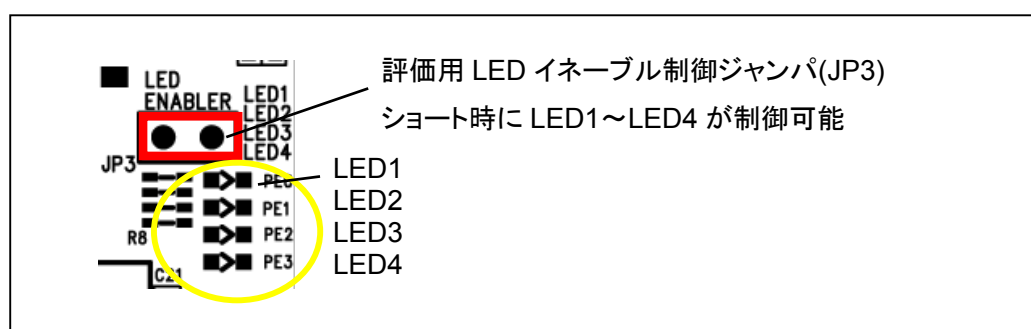 評価用 LED イネーブル制御ジャンパ(JP3)
ショート時に LED1～LED4 が制御可能
LED
ENABLER
LED1
LED2
LED3
LED4
JP3
PE0
PE1
PE2
PE3
R8
C21
LED1
LED2
LED3
LED4